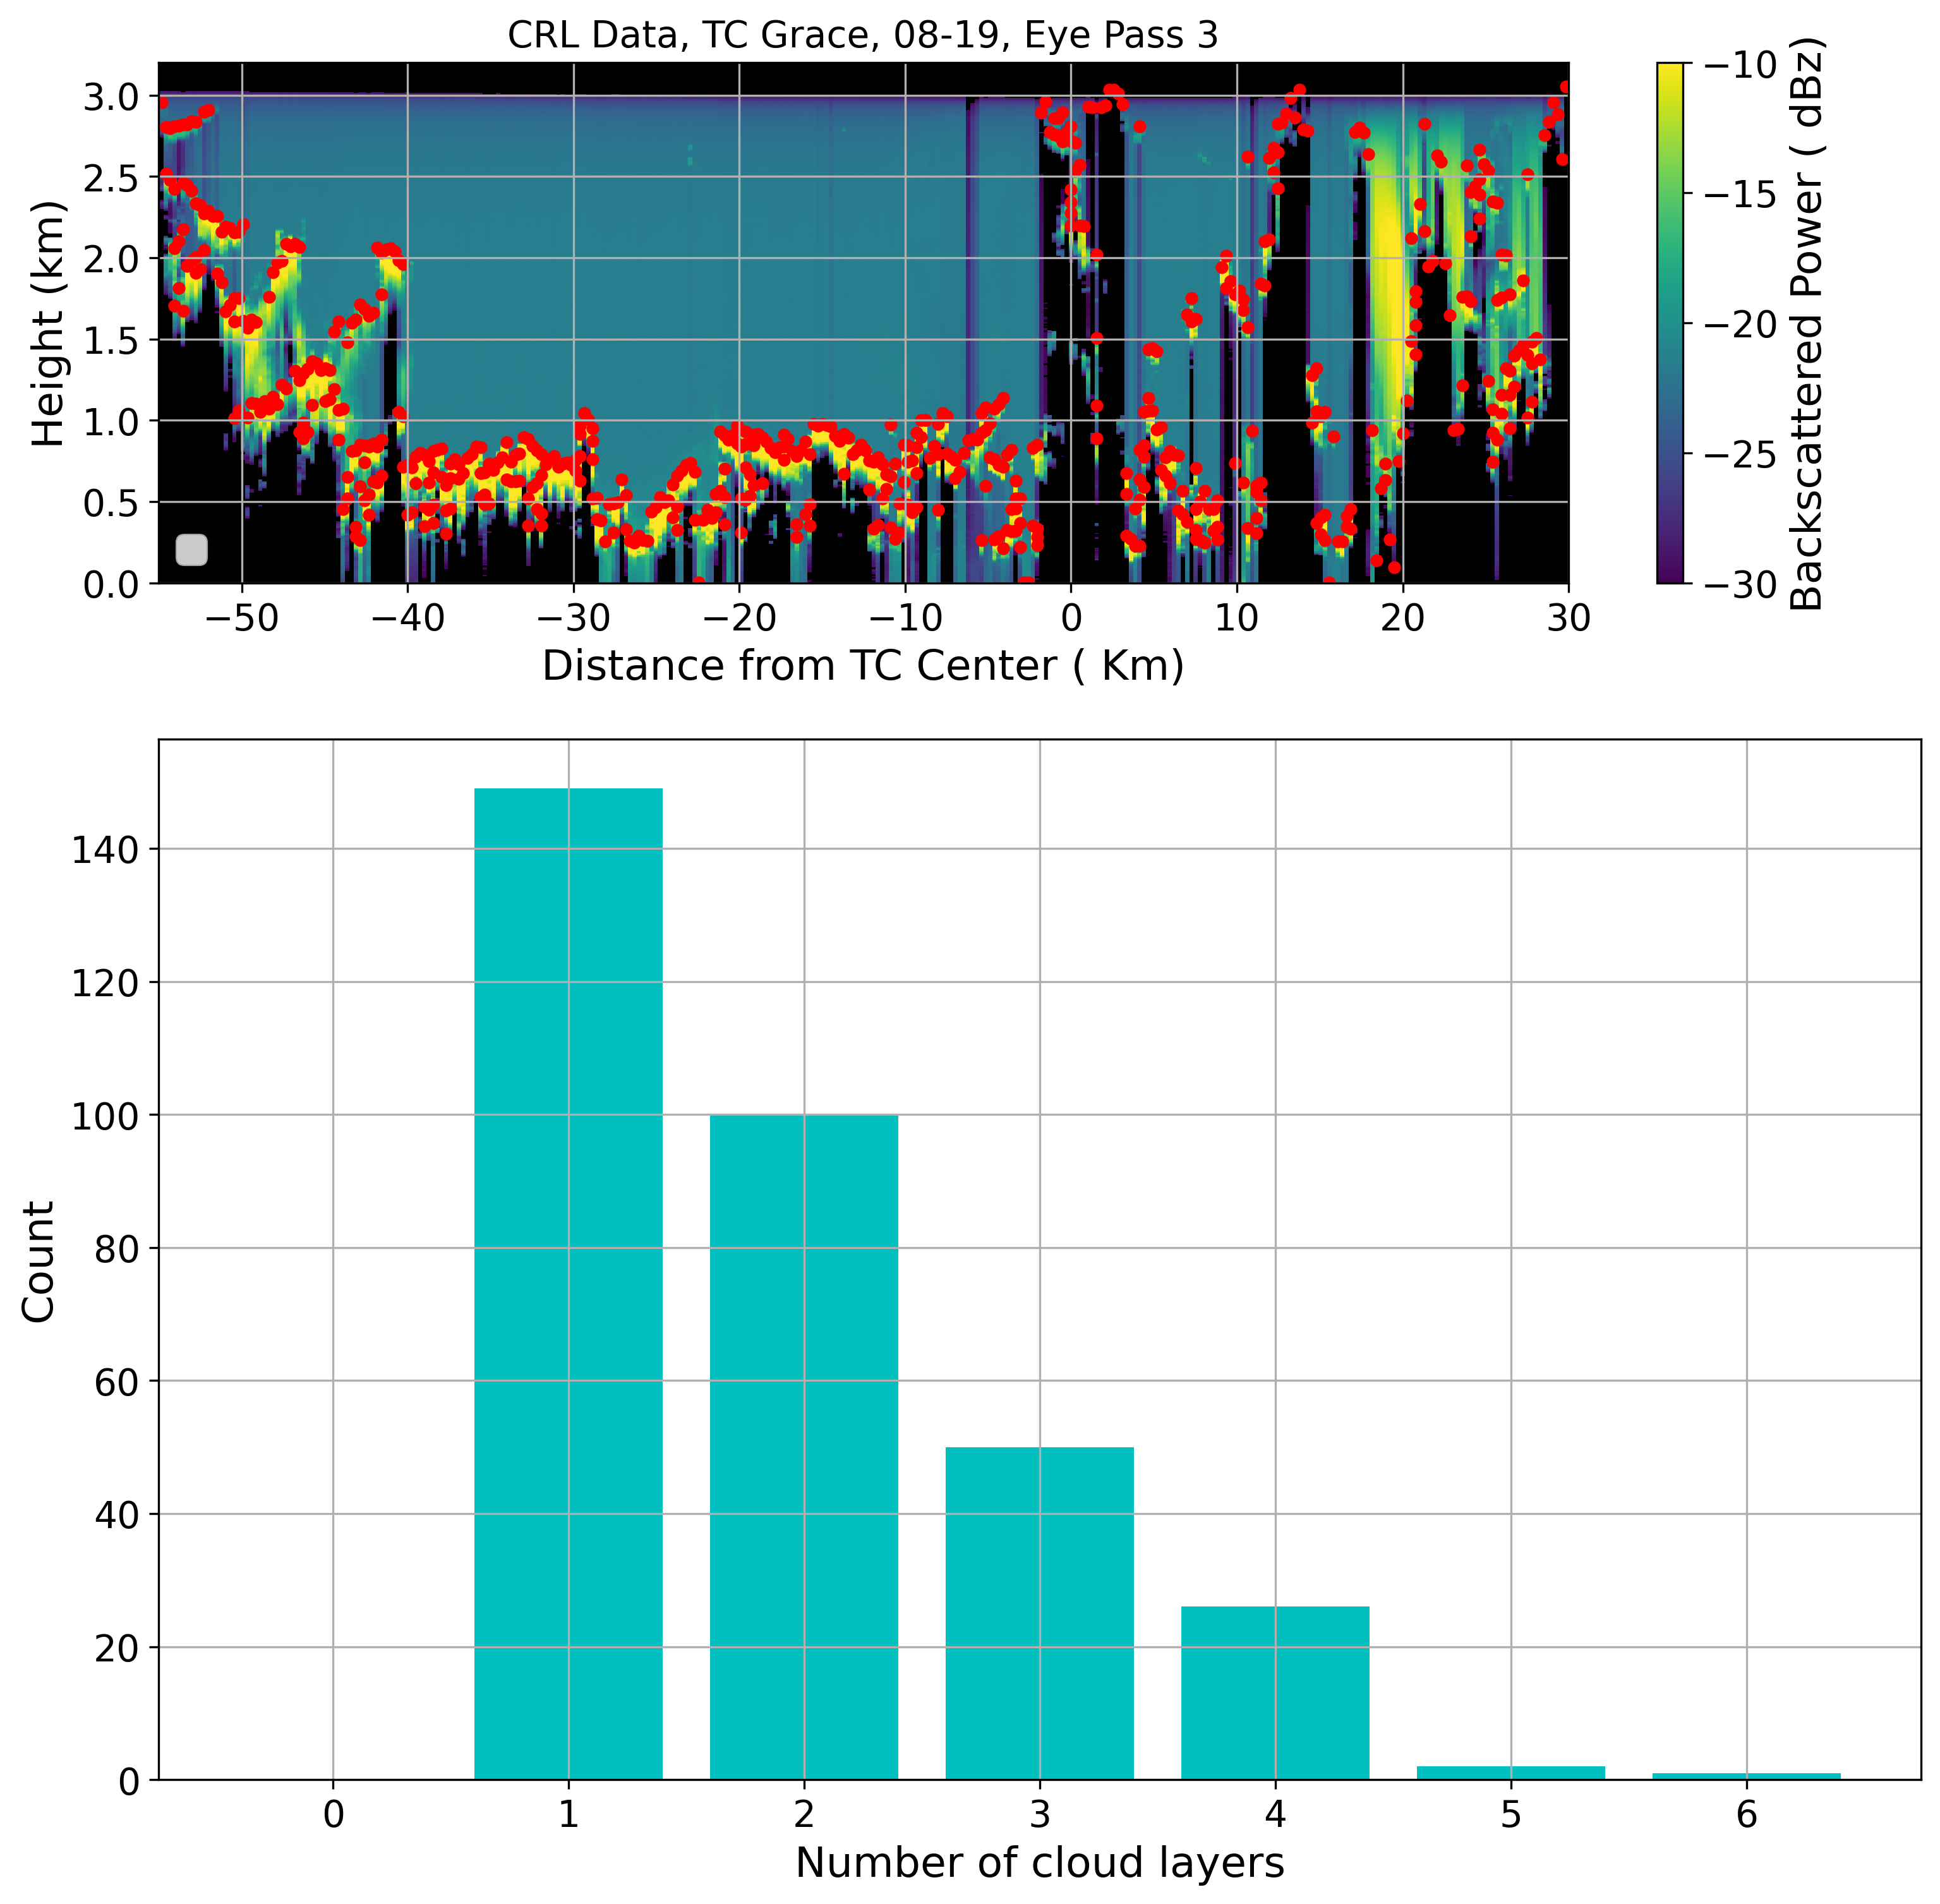 CRL Data, TC Grace, 08-19, Eye Pass 3
Height (km)
3.0
2.5
2.0
1.5
1.0
0.5
0.0
−50 −40 −30 −20 −10 0 10 20 30
Distance from TC Center ( Km)
−10
−15
−20
−25
−30
Backscattered Power ( dBz)
Count
140
120
100
80
60
40
20
0
0 1 2 3 4 5 6
Number of cloud layers